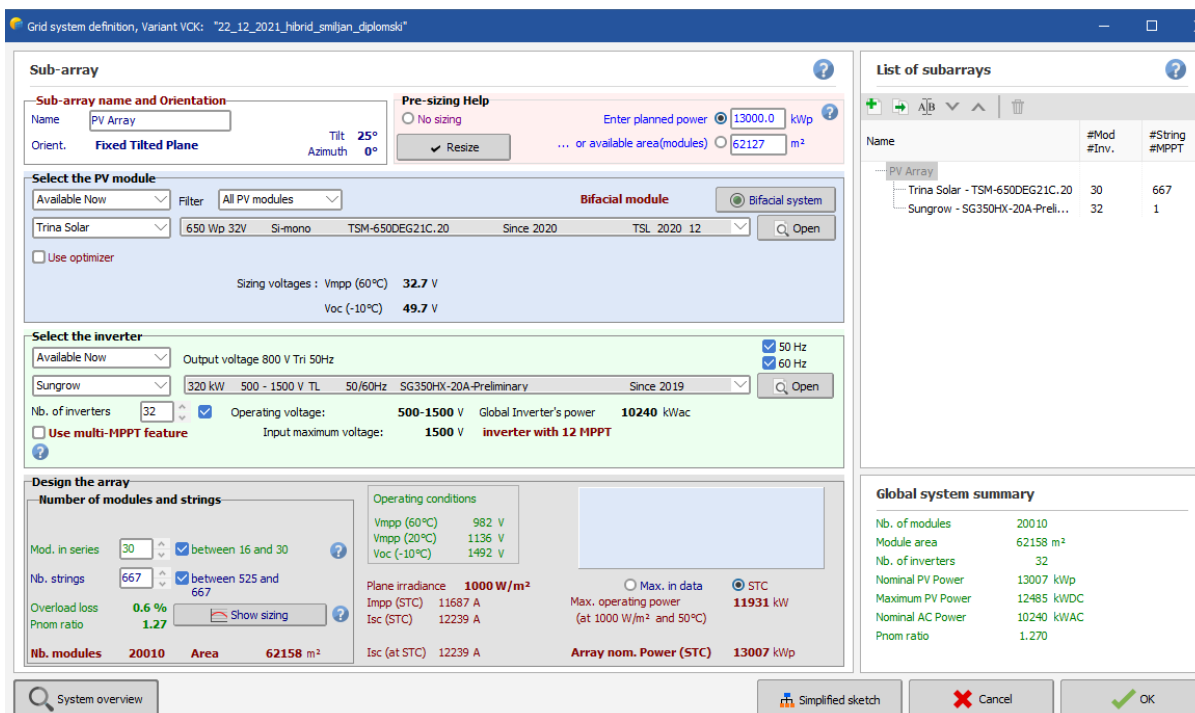 Grid system definition, Variant VCK: "22_12_2021_hibrid_smiljan_diplomski"
Sub-array
Sub-array name and Orientation
Name PV Array
Orient. Fixed Tilted Plane
Tilt 25°
Azimuth 0°
Pre-sizing Help
No sizing
Enter planned power 13000.0 kWp
Resize
... or available area(modules) 62127 m²
Select the PV module
Available Now Filter All PV modules Bifacial module Bifacial system
Trina Solar 650 Wp 32V Si-mono TSM-650DEG21C.20 Since 2020 TSL 2020 12 Open
Use optimizer
Sizing voltages : Vmpp (60°C) 32.7 V
Voc (-10°C) 49.7 V
Select the inverter
Available Now Output voltage 800 V Tri 50Hz
50 Hz
60 Hz
Sungrow 320 kW 500 - 1500 V TL 50/60Hz SG350HX-20A-Preliminary Since 2019 Open
Nb. of inverters 32 Operating voltage: 500-1500 V Global Inverter's power 10240 kWac
Use multi-MPPT feature Input maximum voltage: 1500 V inverter with 12 MPPT
Design the array
Number of modules and strings
Mod. in series 30 between 16 and 30
Nb. strings 667 between 525 and
667
Overload loss 0.6 %
Pnom ratio 1.27
Show sizing
Nb. modules 20010 Area 62158 m²
Operating conditions
Vmpp (60°C) 982 V
Vmpp (20°C) 1136 V
Voc (-10°C) 1492 V
Plane irradiance 1000 W/m²
Impp (STC) 11687 A
Isc (STC) 12239 A
Isc (at STC) 12239 A
Max. in data STC
Max. operating power 11931 kW
(at 1000 W/m² and 50°C)
Array nom. Power (STC) 13007 kWp
List of subarrays
Name #Mod #String
#Inv. #MPPT
PV Array
Trina Solar - TSM-650DEG21C.20 30 667
Sungrow - SG350HX-20A-Preli... 32 1
Global system summary
Nb. of modules 20010
Module area 62158 m²
Nb. of inverters 32
Nominal PV Power 13007 kWp
Maximum PV Power 12485 kWDC
Nominal AC Power 10240 kWAC
Pnom ratio 1.270
System overview
Simplified sketch
Cancel
OK